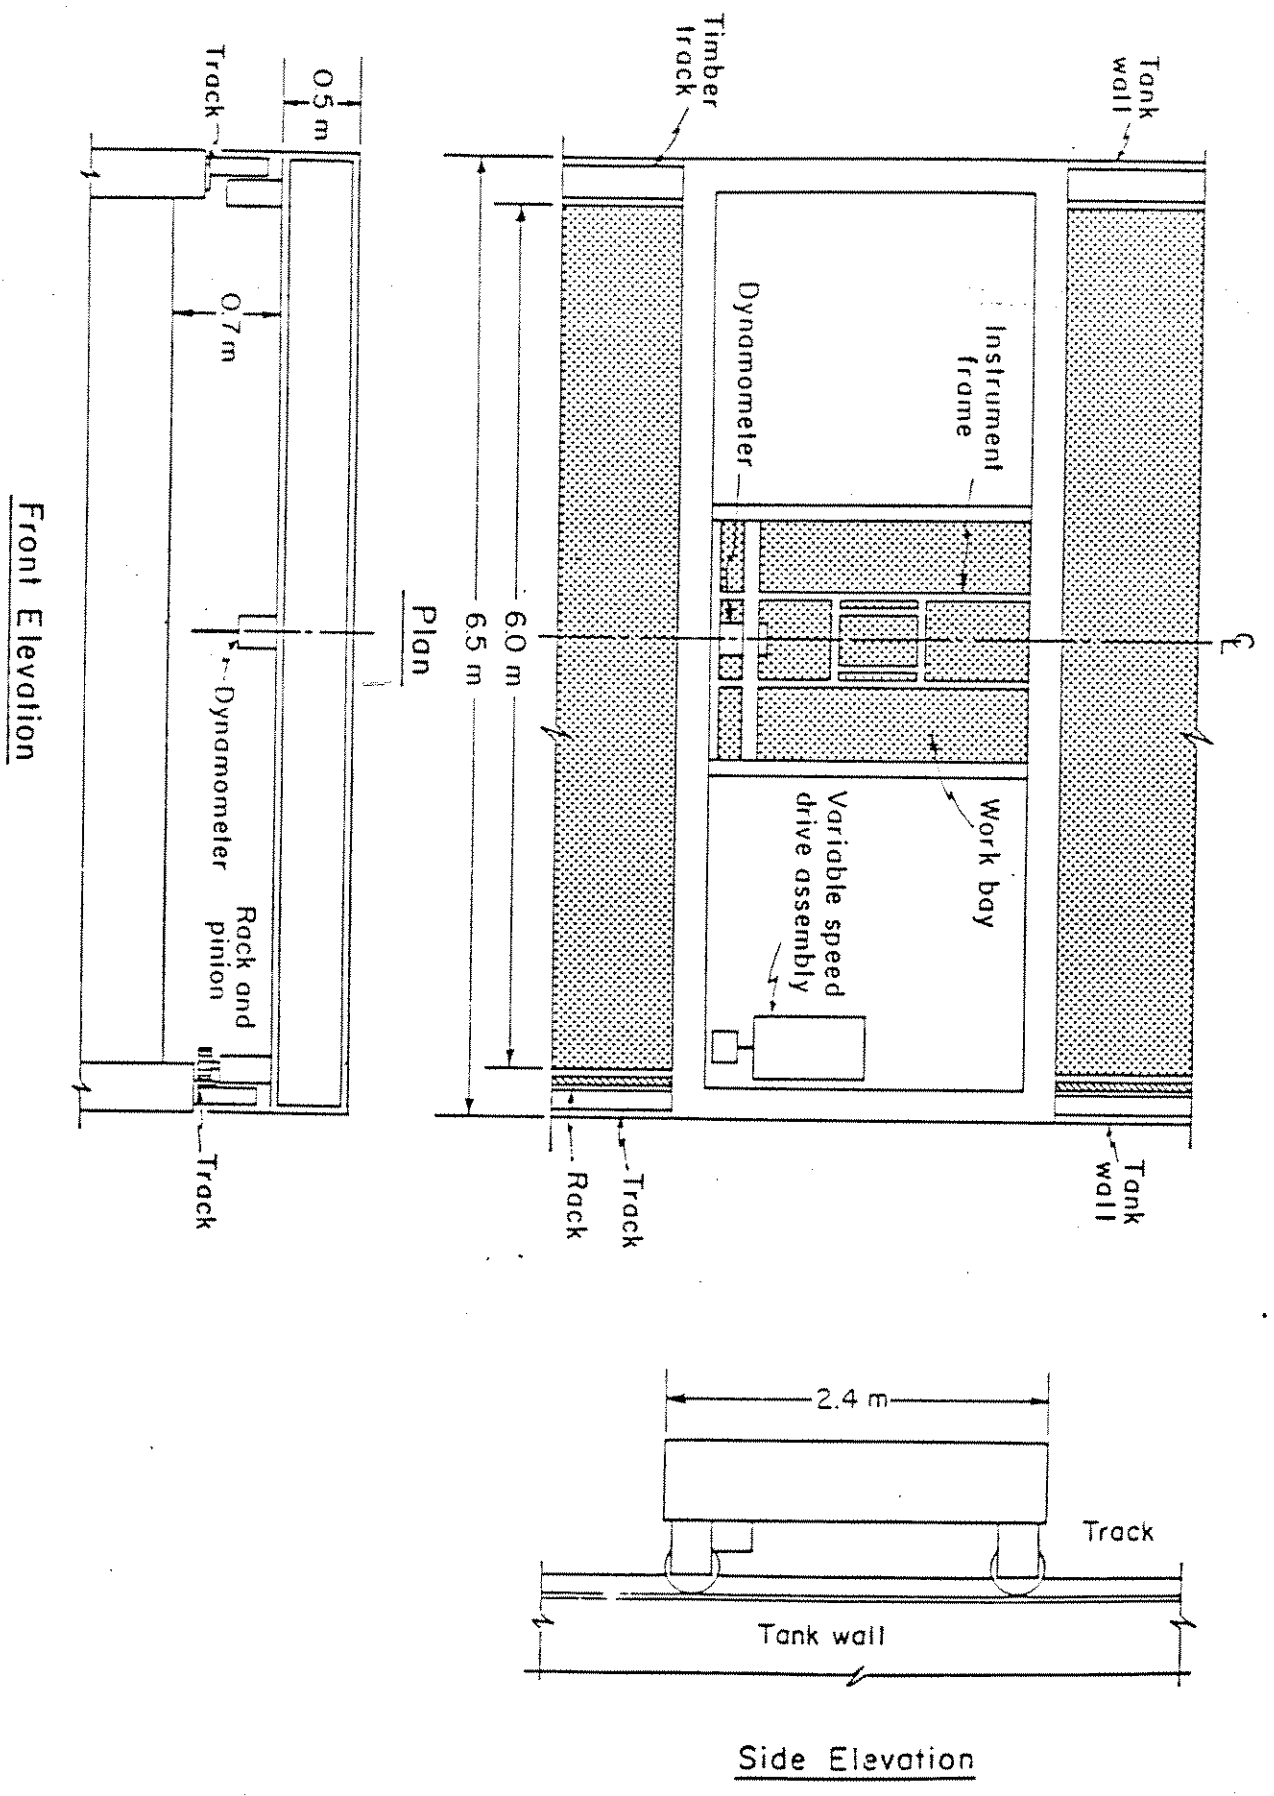 Tank
wall
Timber
track
Instrument
frame
Dynamometer
Work bay
Variable speed
drive assembly
Tank
wall
Track
Rack
6.0 m
6.5 m
Plan
℄
Track
0.5 m
0.7 m
Dynamometer
Rack and
pinion
Track
Front Elevation
2.4 m
Track
Tank wall
Side Elevation